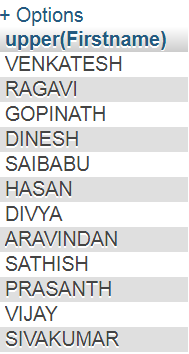 + Options
upper(Firstname)
VENKATESH
RAGAVI
GOPINATH
DINESH
SAIBABU
HASAN
DIVYA
ARAVINDAN
SATHISH
PRASANTH
VIJAY
SIVAKUMAR